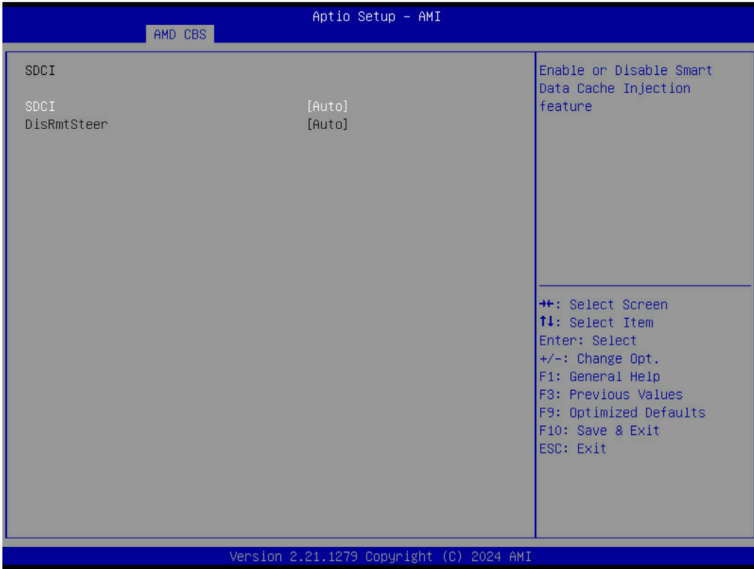 Aptio Setup – AMI
AMD CBS
SDCI
SDCI [Auto]
DisRmtSteer [Auto]
Enable or Disable Smart
Data Cache Injection
feature
→←: Select Screen
↑↓: Select Item
Enter: Select
+/-: Change Opt.
F1: General Help
F3: Previous Values
F9: Optimized Defaults
F10: Save & Exit
ESC: Exit
Version 2.21.1279 Copyright (C) 2024 AMI